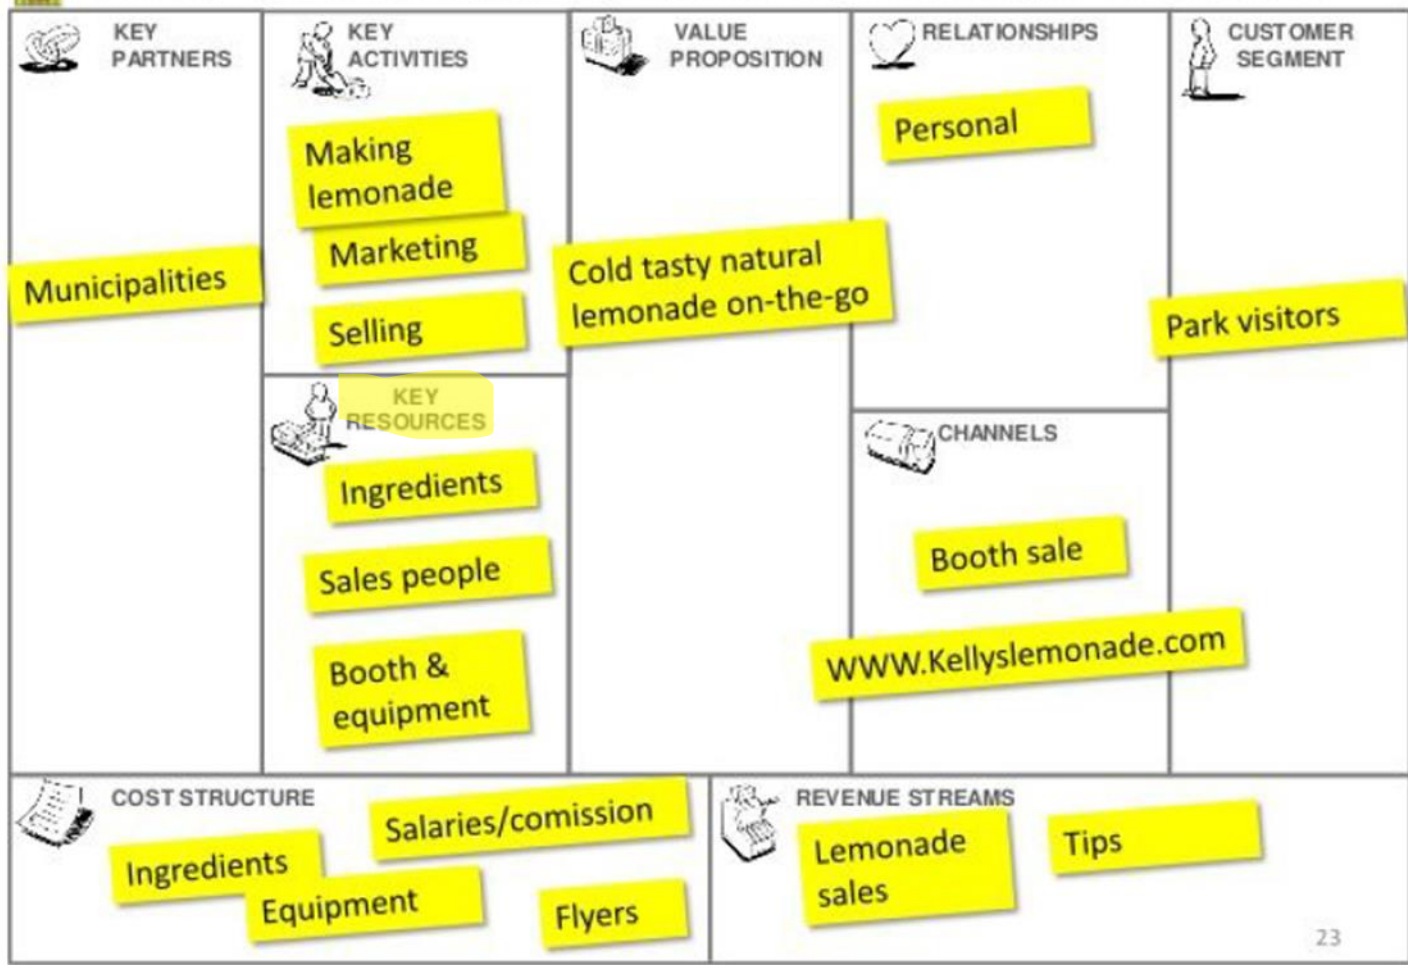 KEY
PARTNERS
Municipalities
KEY
ACTIVITIES
Making
lemonade
Marketing
Selling
KEY
RESOURCES
Ingredients
Sales people
Booth &
equipment
VALUE
PROPOSITION
Cold tasty natural
lemonade on-the-go
RELATIONSHIPS
Personal
CHANNELS
Booth sale
WWW.Kellyslemonade.com
CUSTOMER
SEGMENT
Park visitors
COST STRUCTURE
Salaries/comission
Ingredients
Equipment
Flyers
REVENUE STREAMS
Lemonade
sales
Tips
23